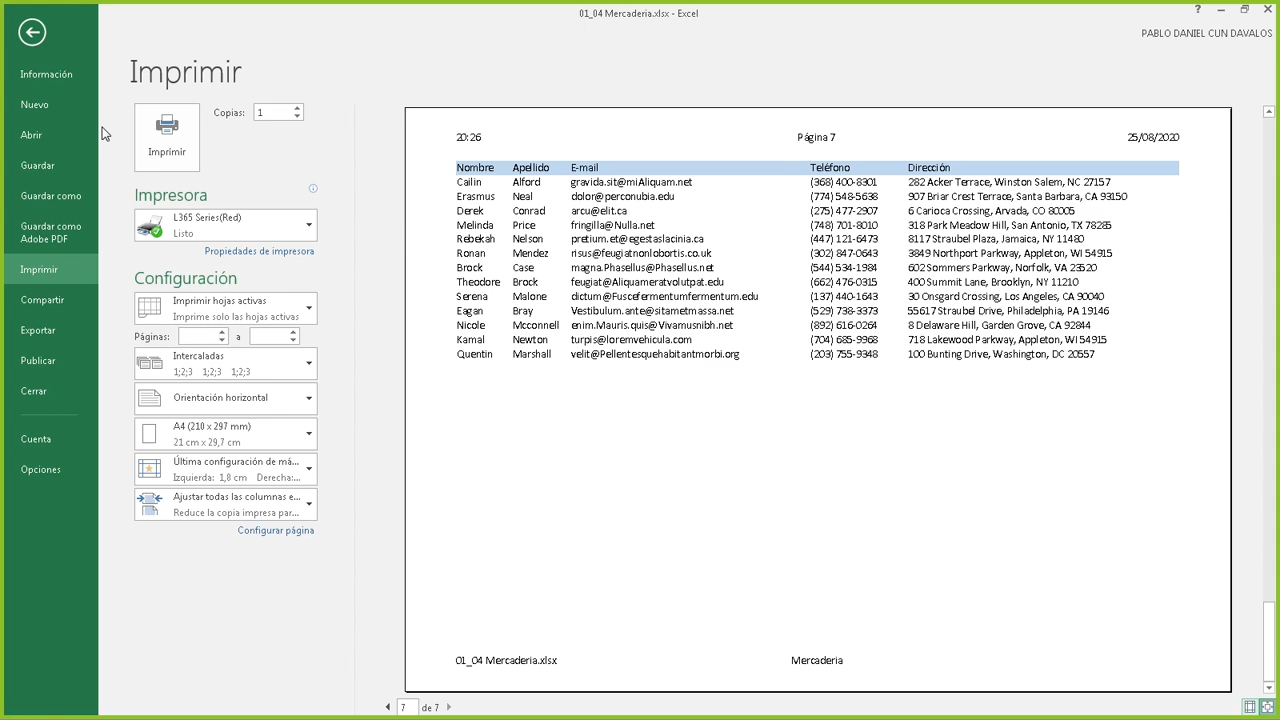 01_04 Mercaderia.xlsx - Excel
?
PABLO DANIEL CUN DAVALOS
Información
Nuevo
Abrir
Guardar
Guardar como
Guardar como
Adobe PDF
Imprimir
Compartir
Exportar
Publicar
Cerrar
Cuenta
Opciones
Imprimir
Imprimir
Copias: 1
Impresora
L365 Series(Red)
Listo
Propiedades de impresora
Configuración
Imprimir hojas activas
Imprime solo las hojas activas
Páginas: a
Intercaladas
1;2;3 1;2;3 1;2;3
Orientación horizontal
A4 (210 x 297 mm)
21 cm x 29,7 cm
Última configuración de má...
Izquierda: 1,8 cm Derecha:...
Ajustar todas las columnas e...
Reduce la copia impresa par...
Configurar página
20:26 Página 7 25/08/2020
Nombre Apellido E-mail Teléfono Dirección
Cailin Alford gravida.sit@miAliquam.net (368) 400-8301 282 Acker Terrace, Winston Salem, NC 27157
Erasmus Neal dolor@perconubia.edu (774) 548-5638 907 Briar Crest Terrace, Santa Barbara, CA 93150
Derek Conrad arcu@elit.ca (275) 477-2907 6 Carioca Crossing, Arvada, CO 80005
Melinda Price fringilla@Nulla.net (748) 701-8010 318 Park Meadow Hill, San Antonio, TX 78285
Rebekah Nelson pretium.et@egestaslacinia.ca (447) 121-6473 8117 Straubel Plaza, Jamaica, NY 11480
Ronan Mendez risus@feugiatnonlobortis.co.uk (302) 847-0643 3849 Northport Parkway, Appleton, WI 54915
Brock Case magna.Phasellus@Phasellus.net (544) 534-1984 602 Sommers Parkway, Norfolk, VA 23520
Theodore Brock feugiat@Aliquameratvolutpat.edu (662) 476-0315 400 Summit Lane, Brooklyn, NY 11210
Serena Malone dictum@Fuscefermentumfermentum.edu (137) 440-1643 30 Onsgard Crossing, Los Angeles, CA 90040
Eagan Bray Vestibulum.ante@sitametmassa.net (529) 738-3373 55617 Straubel Drive, Philadelphia, PA 19146
Nicole Mcconnell enim.Mauris.quis@Vivamusnibh.net (892) 616-0264 8 Delaware Hill, Garden Grove, CA 92844
Kamal Newton turpis@loremvehicula.com (704) 685-9968 718 Lakewood Parkway, Appleton, WI 54915
Quentin Marshall velit@Pellentesquehabitantmorbi.org (203) 755-9348 100 Bunting Drive, Washington, DC 20557
01_04 Mercaderia.xlsx Mercaderia
7 de 7